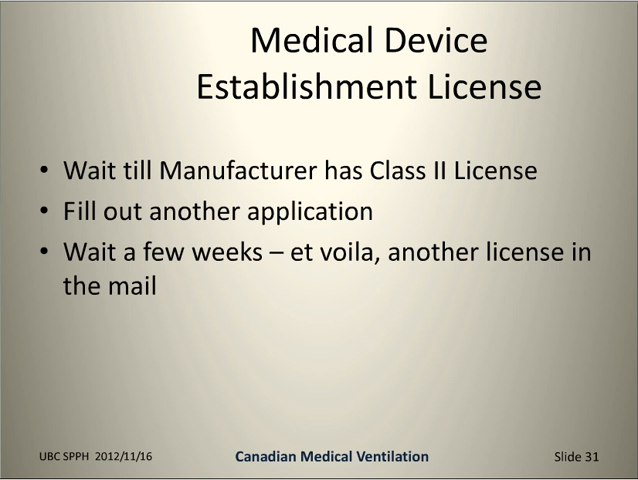 Medical Device
Establishment License
• Wait till Manufacturer has Class II License
• Fill out another application
• Wait a few weeks – et voila, another license in
the mail
UBC SPPH 2012/11/16
Canadian Medical Ventilation
Slide 31